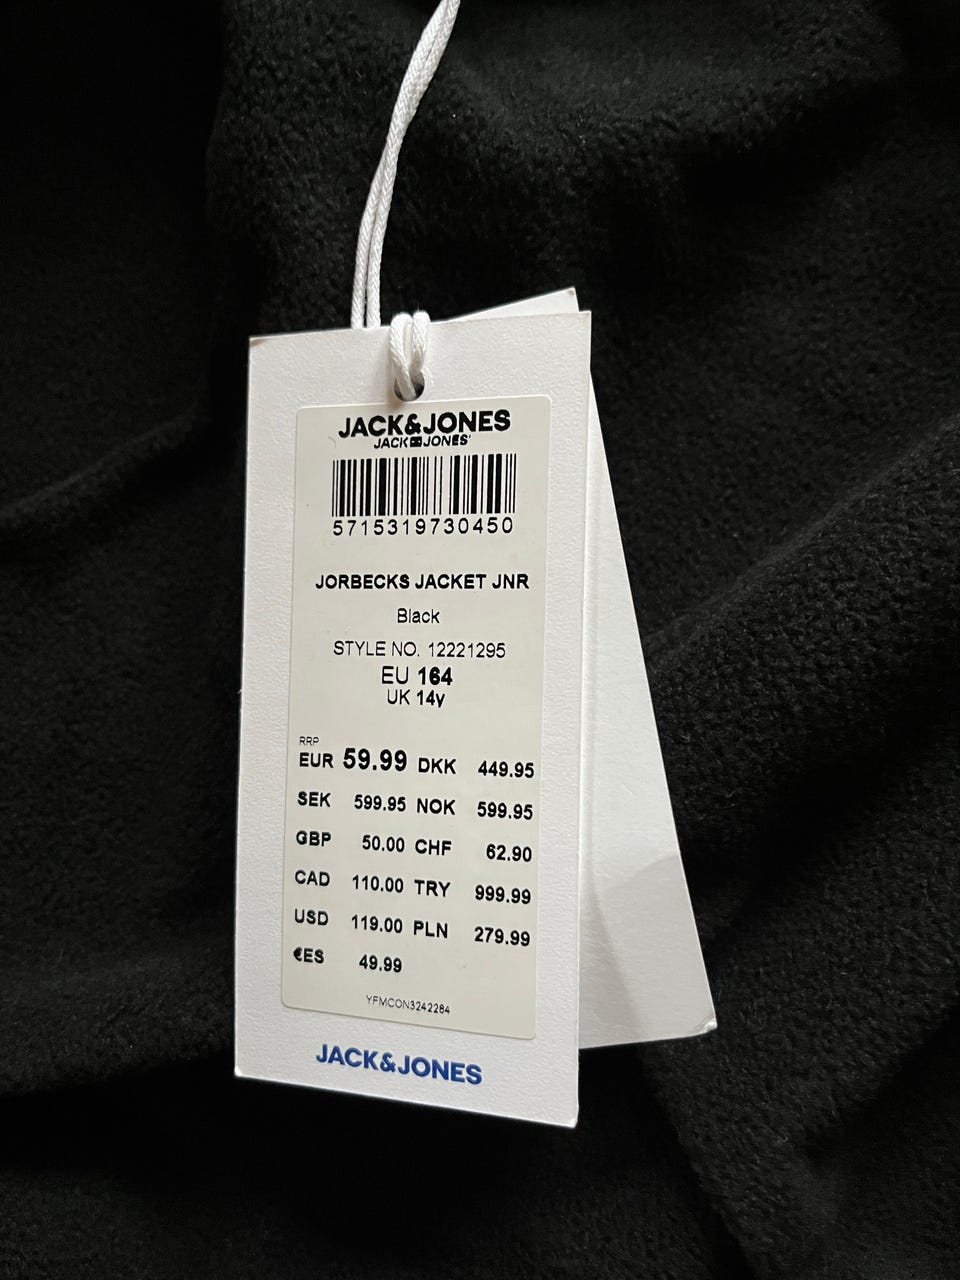 JACK&JONES
JACK JONES
5715319730450
JORBECKS JACKET JNR
Black
STYLE NO. 12221295
EU 164
UK 14y
RRP
EUR 59.99 DKK 449.95
SEK 599.95 NOK 599.95
GBP 50.00 CHF 62.90
CAD 110.00 TRY 999.99
USD 119.00 PLN 279.99
€ES 49.99
YFMCON3242284
JACK&JONES